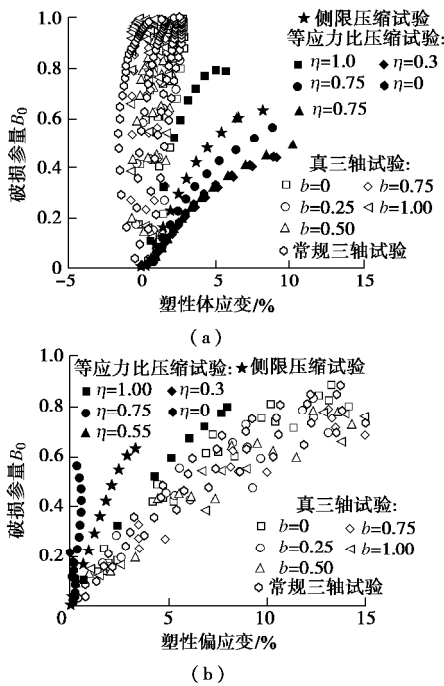 ★ 侧限压缩试验
等应力比压缩试验:
■ η=1.0 ◆ η=0.3
● η=0.75 ⬢ η=0
▲ η=0.75
真三轴试验:
□ b=0 ◇ b=0.75
○ b=0.25 ◁ b=1.00
△ b=0.50
常规三轴试验
破损参量B₀
1.0
0.8
0.6
0.4
0.2
0
-5 0 5 10 15
塑性体应变/%
(a)
等应力比压缩试验: ★ 侧限压缩试验
■ η=1.00 ◆ η=0.3
● η=0.75 ⬢ η=0
▲ η=0.55
真三轴试验:
□ b=0 ◇ b=0.75
○ b=0.25 ◁ b=1.00
△ b=0.50
常规三轴试验
破损参量B₀
1.0
0.8
0.6
0.4
0.2
0 5 10 15
塑性偏应变/%
(b)